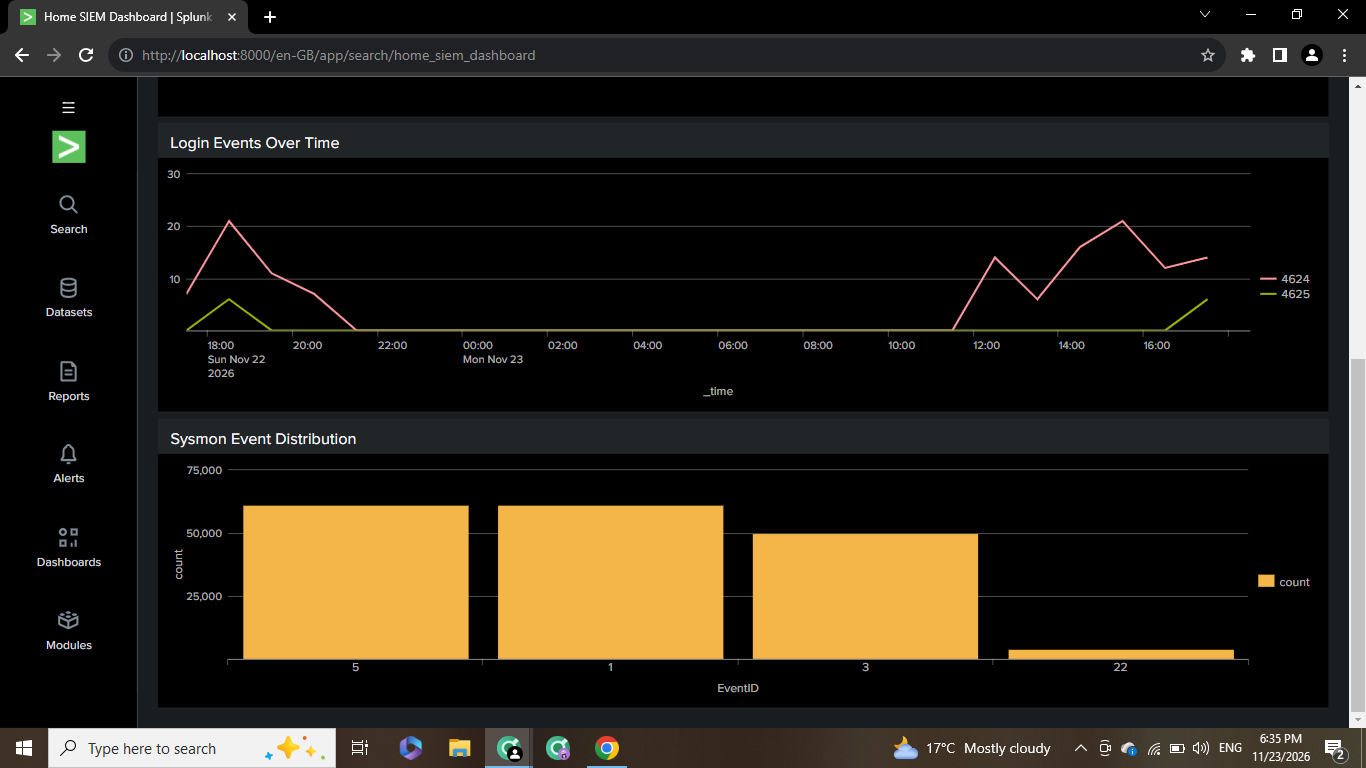 Home SIEM Dashboard | Splunk
http://localhost:8000/en-GB/app/search/home_siem_dashboard
Search
Datasets
Reports
Alerts
Dashboards
Modules
Login Events Over Time
30
20
10
4624
4625
18:00 20:00 22:00 00:00 02:00 04:00 06:00 08:00 10:00 12:00 14:00 16:00
Sun Nov 22 Mon Nov 23
2026
_time
Sysmon Event Distribution
75,000
50,000
25,000
count
count
5 1 3 22
EventID
Type here to search
17°C Mostly cloudy
ENG
6:35 PM
11/23/2026
2